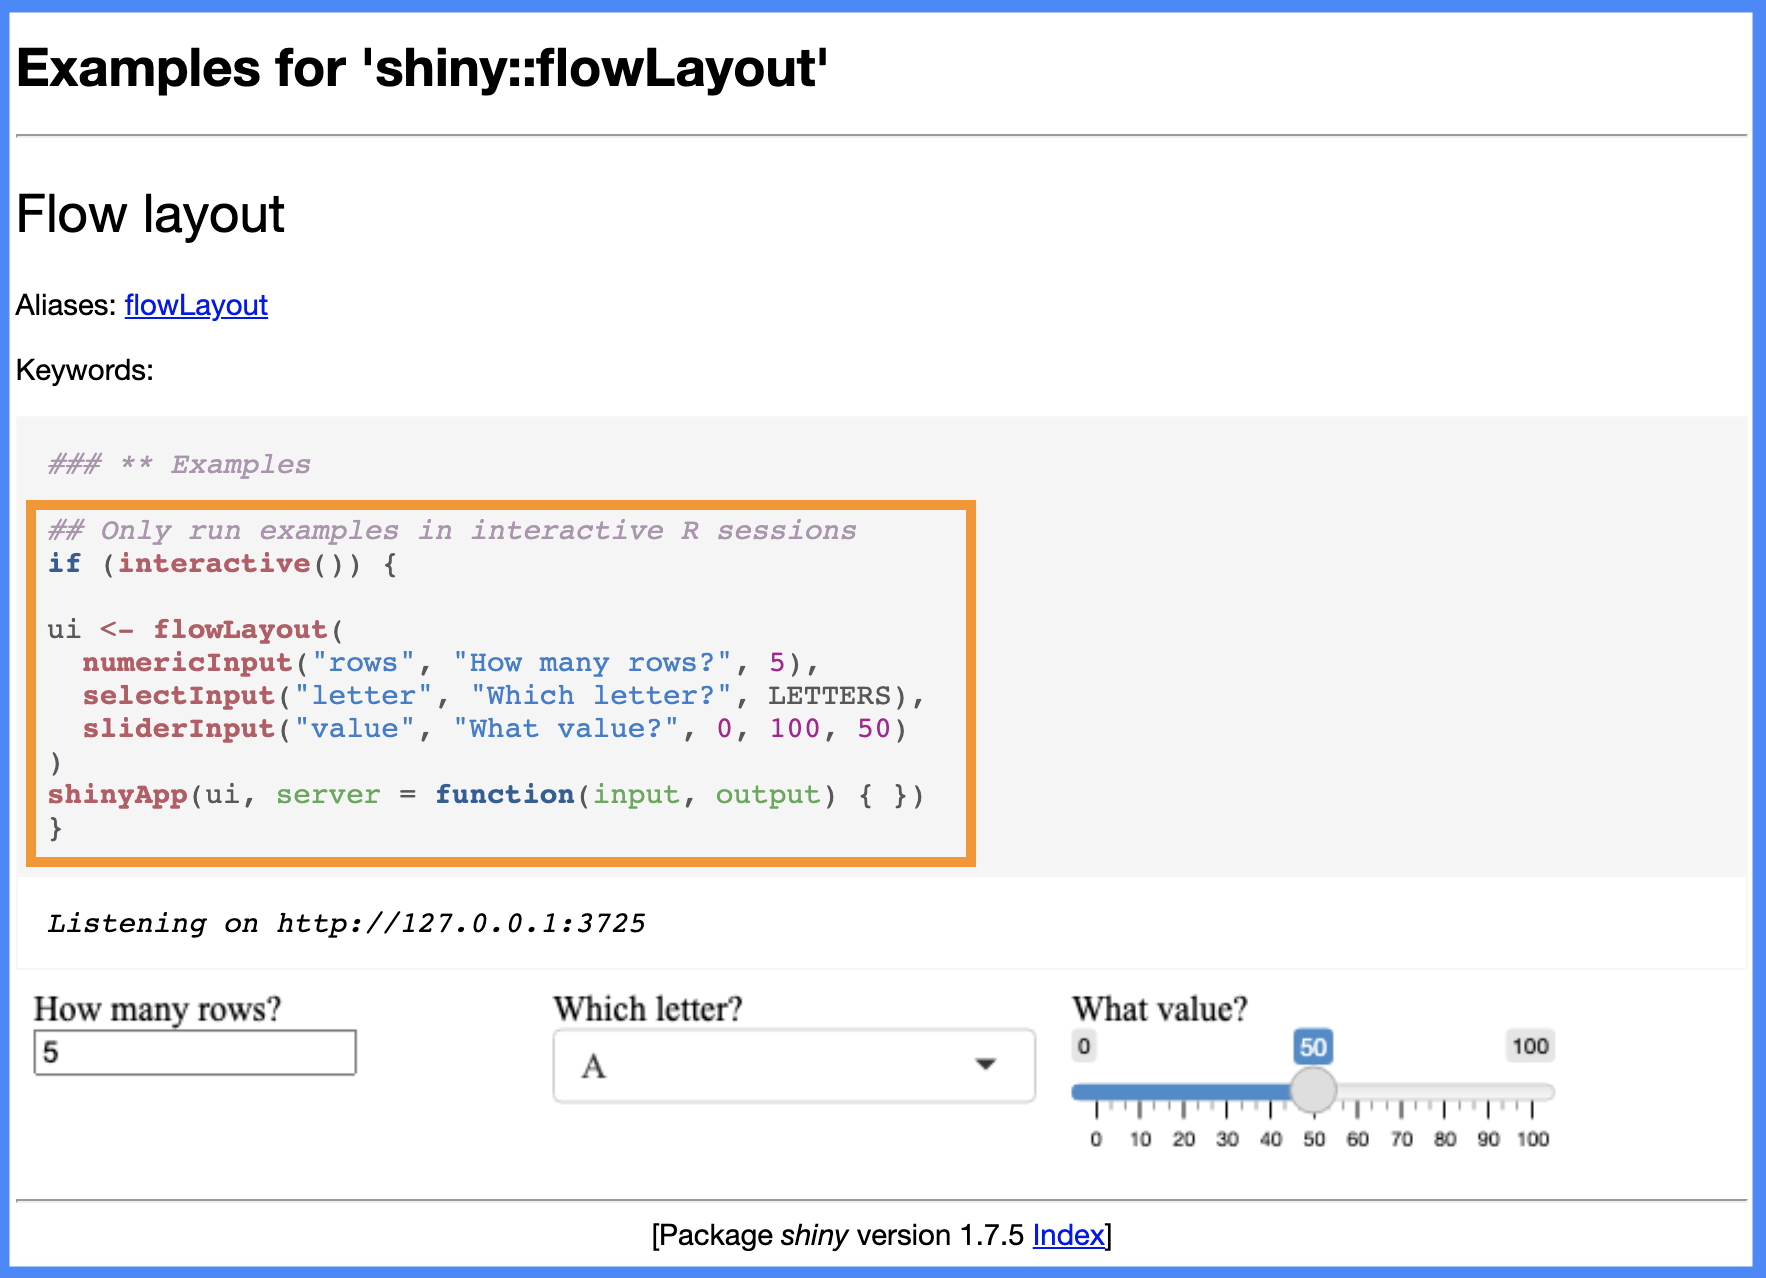 Examples for 'shiny::flowLayout'
Flow layout
Aliases: flowLayout
Keywords:
### ** Examples
## Only run examples in interactive R sessions
if (interactive()) {
ui <- flowLayout(
  numericInput("rows", "How many rows?", 5),
  selectInput("letter", "Which letter?", LETTERS),
  sliderInput("value", "What value?", 0, 100, 50)
)
shinyApp(ui, server = function(input, output) { })
}
Listening on http://127.0.0.1:3725
How many rows? Which letter? What value?
0 50 100
5 A
0 10 20 30 40 50 60 70 80 90 100
[Package shiny version 1.7.5 Index]